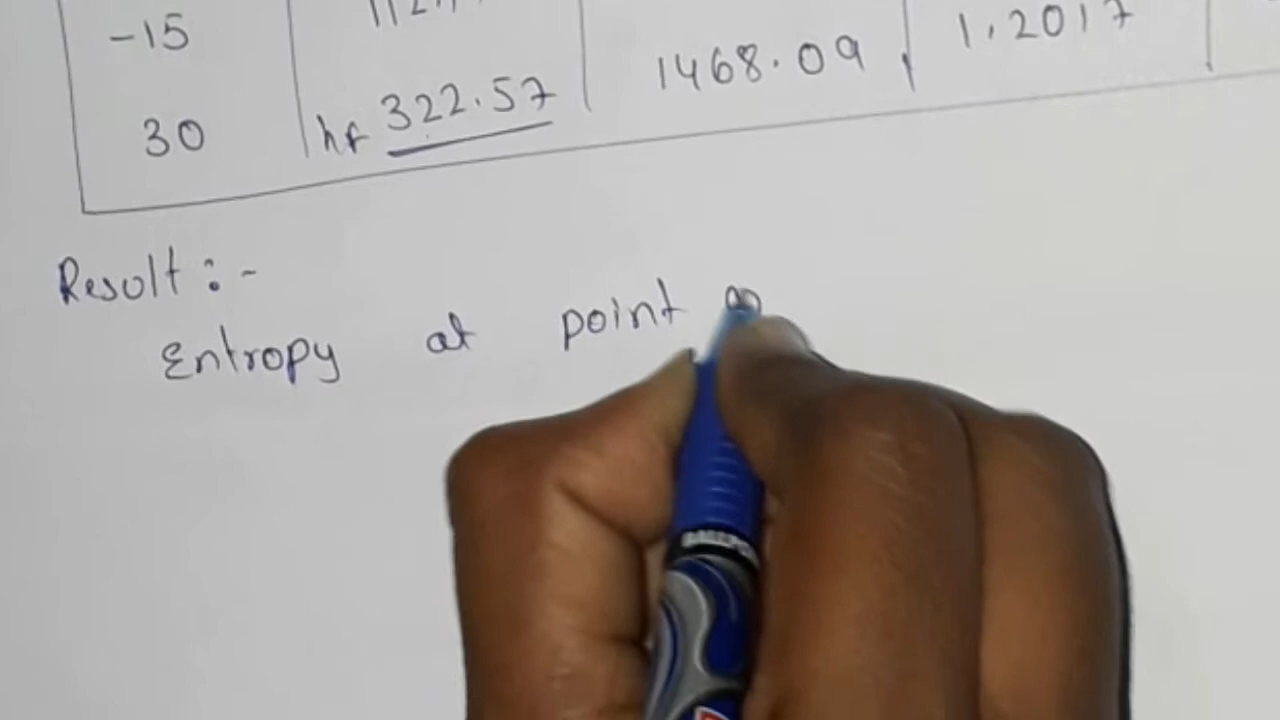 -15
30 hf 322.57 1468.09 1.2017
Result :-
Entropy at point